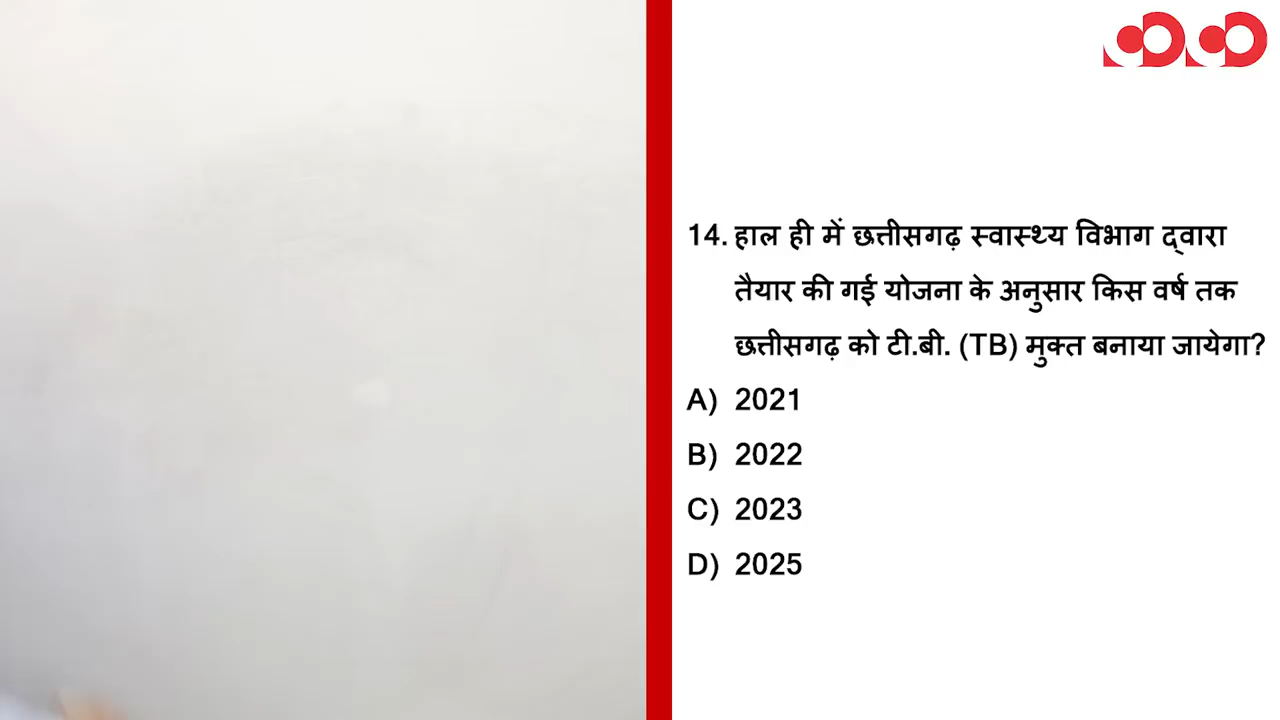 14. हाल ही में छत्तीसगढ़ स्वास्थ्य विभाग द्वारा
तैयार की गई योजना के अनुसार किस वर्ष तक
छत्तीसगढ़ को टी.बी. (TB) मुक्त बनाया जायेगा?
A) 2021
B) 2022
C) 2023
D) 2025